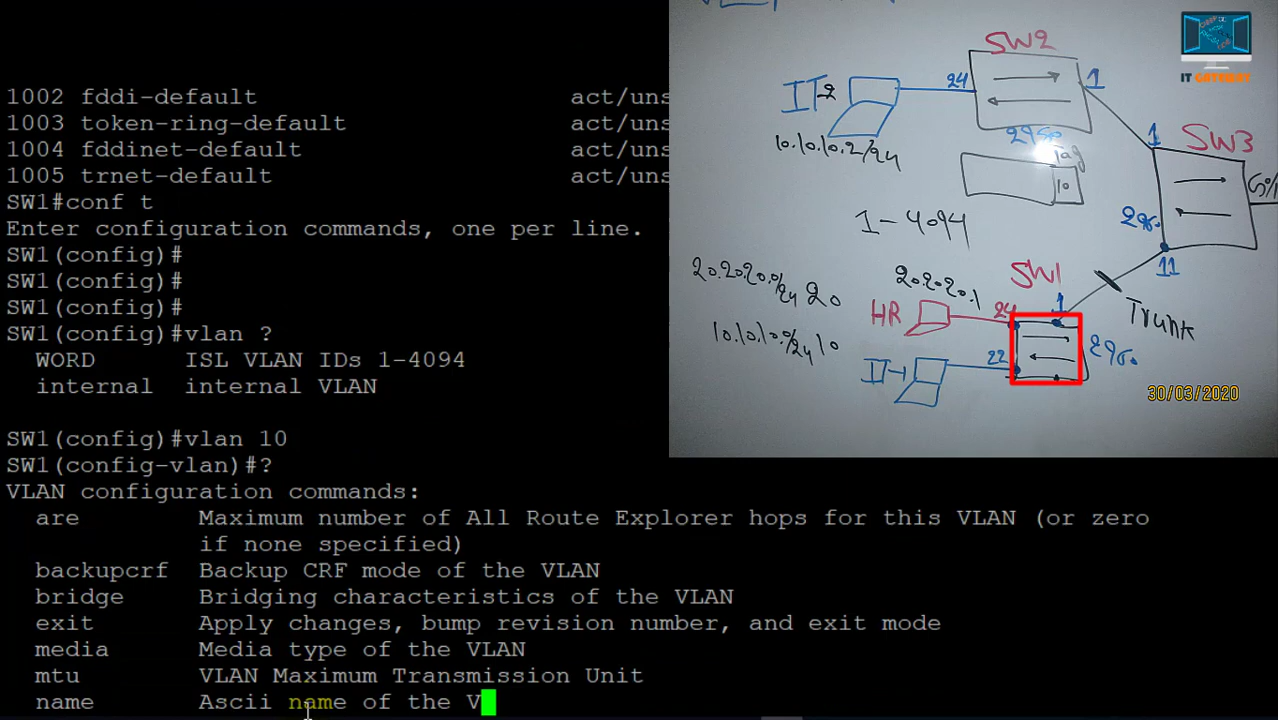 1002 fddi-default act/uns
1003 token-ring-default act/uns
1004 fddinet-default act/uns
1005 trnet-default act/uns
SW1#conf t
Enter configuration commands, one per line.
SW1(config)#
SW1(config)#
SW1(config)#
SW1(config)#vlan ?
WORD ISL VLAN IDs 1-4094
internal internal VLAN
SW1(config)#vlan 10
SW1(config-vlan)#?
VLAN configuration commands:
are Maximum number of All Route Explorer hops for this VLAN (or zero
if none specified)
backupcrf Backup CRF mode of the VLAN
bridge Bridging characteristics of the VLAN
exit Apply changes, bump revision number, and exit mode
media Media type of the VLAN
mtu VLAN Maximum Transmission Unit
name Ascii name of the V
SW2
IT2
24
1
10.10.10.2/24
Tag
10
1
SW3
1-4094
296.
11
20.20.20.0/24 20
20.20.20.1
SW1
HR
24
1
Trunk
10.10.10.0/24 10
22
296.
30/03/2020
IT GATEWAY